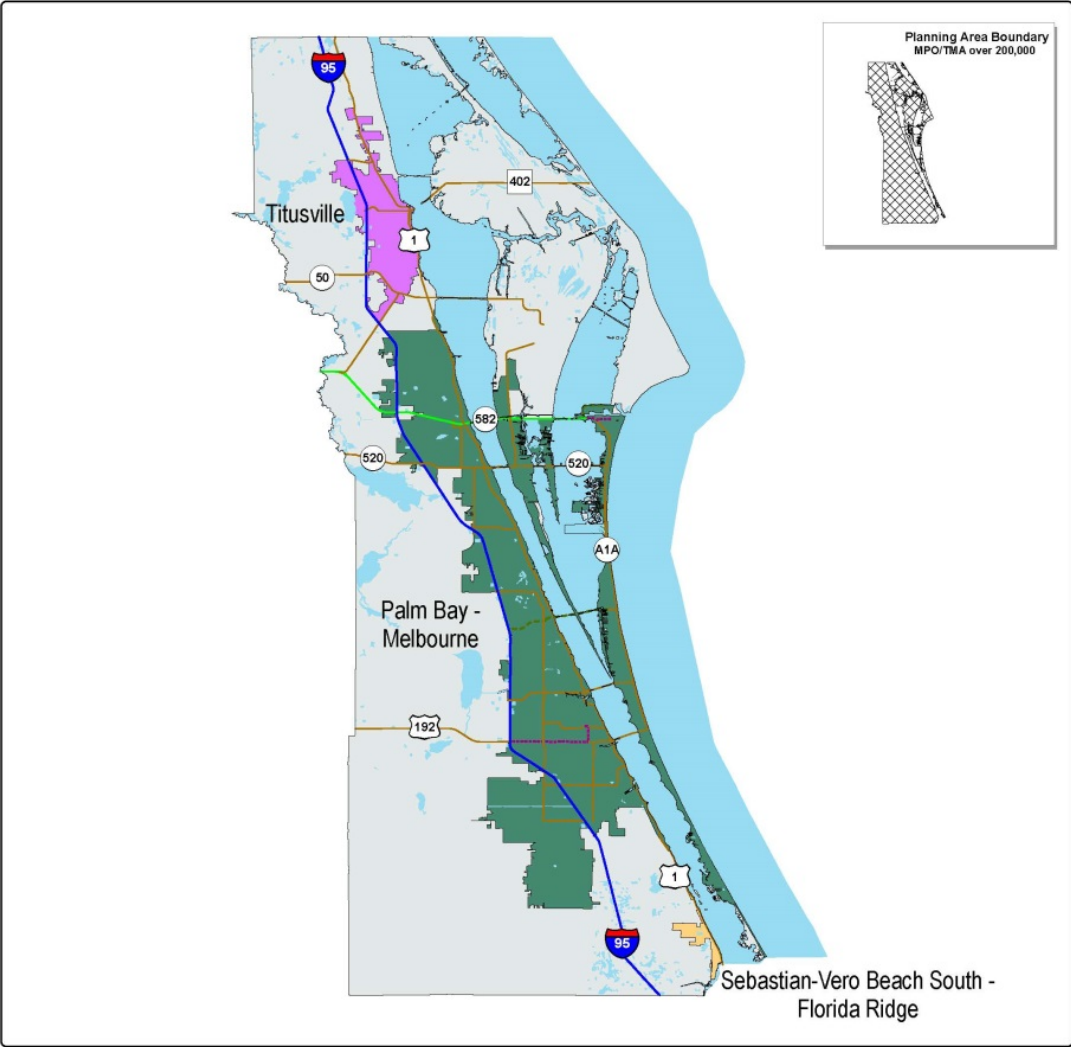 Planning Area Boundary
MPO/TMA over 200,000
95
402
Titusville
1
50
582
520
520
A1A
Palm Bay -
Melbourne
192
1
95
Sebastian-Vero Beach South -
Florida Ridge